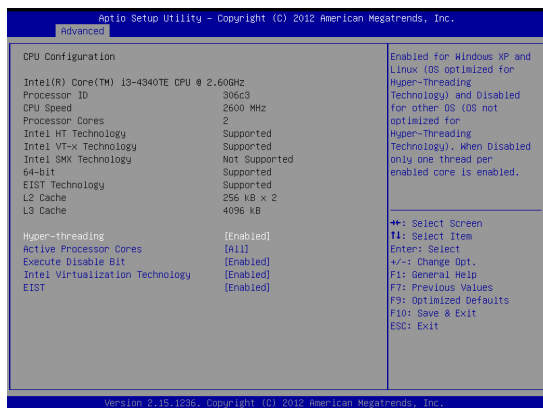 Aptio Setup Utility – Copyright (C) 2012 American Megatrends, Inc.
Advanced
CPU Configuration
Intel(R) Core(TM) i3-4340TE CPU @ 2.60GHz
Processor ID 306c3
CPU Speed 2600 MHz
Processor Cores 2
Intel HT Technology Supported
Intel VT-x Technology Supported
Intel SMX Technology Not Supported
64-bit Supported
EIST Technology Supported
L2 Cache 256 kB x 2
L3 Cache 4096 kB
Hyper-threading [Enabled]
Active Processor Cores [All]
Execute Disable Bit [Enabled]
Intel Virtualization Technology [Enabled]
EIST [Enabled]
Enabled for Windows XP and
Linux (OS optimized for
Hyper-Threading
Technology) and Disabled
for other OS (OS not
optimized for
Hyper-Threading
Technology). When Disabled
only one thread per
enabled core is enabled.
→←: Select Screen
↑↓: Select Item
Enter: Select
+/-: Change Opt.
F1: General Help
F7: Previous Values
F9: Optimized Defaults
F10: Save & Exit
ESC: Exit
Version 2.15.1236. Copyright (C) 2012 American Megatrends, Inc.